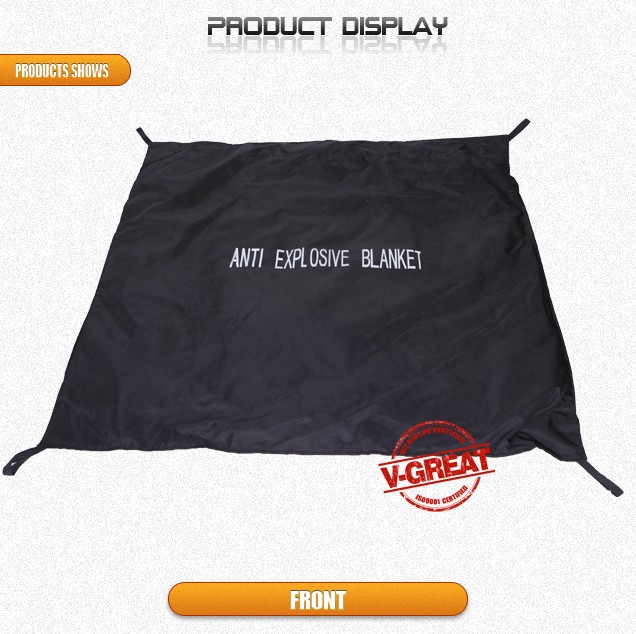 PRODUCT DISPLAY
PRODUCTS SHOWS
ANTI EXPLOSIVE BLANKET
V-GREAT
ISO9001 CERTIFIED
FRONT